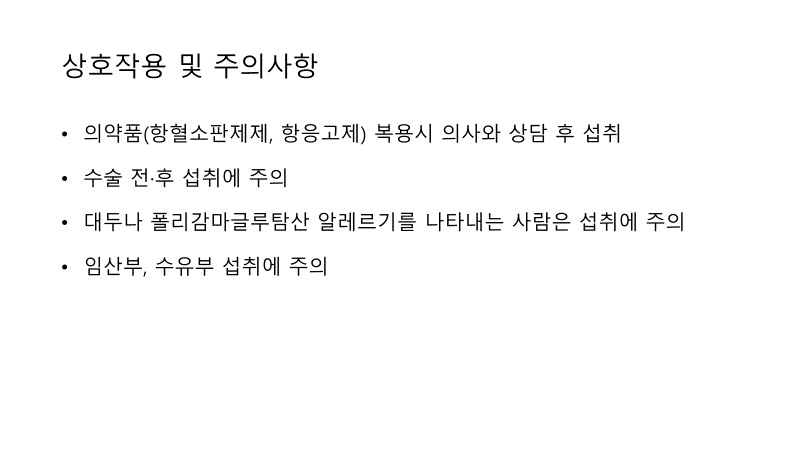 상호작용 및 주의사항
• 의약품(항혈소판제제, 항응고제) 복용시 의사와 상담 후 섭취
• 수술 전·후 섭취에 주의
• 대두나 폴리감마글루탐산 알레르기를 나타내는 사람은 섭취에 주의
• 임산부, 수유부 섭취에 주의